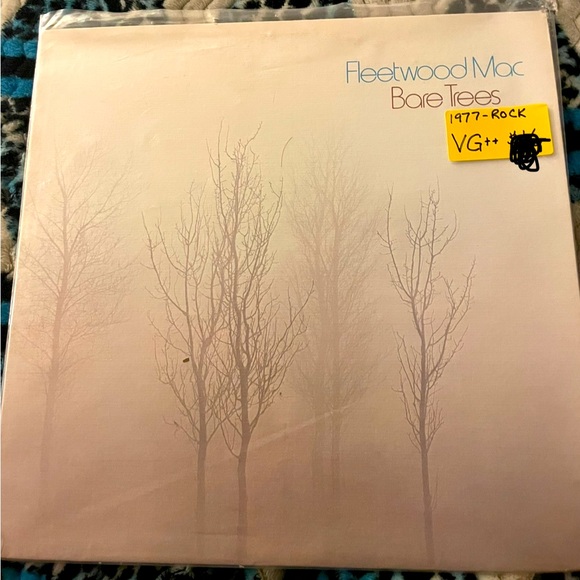 Fleetwood Mac
Bare Trees
1977-ROCK
VG++